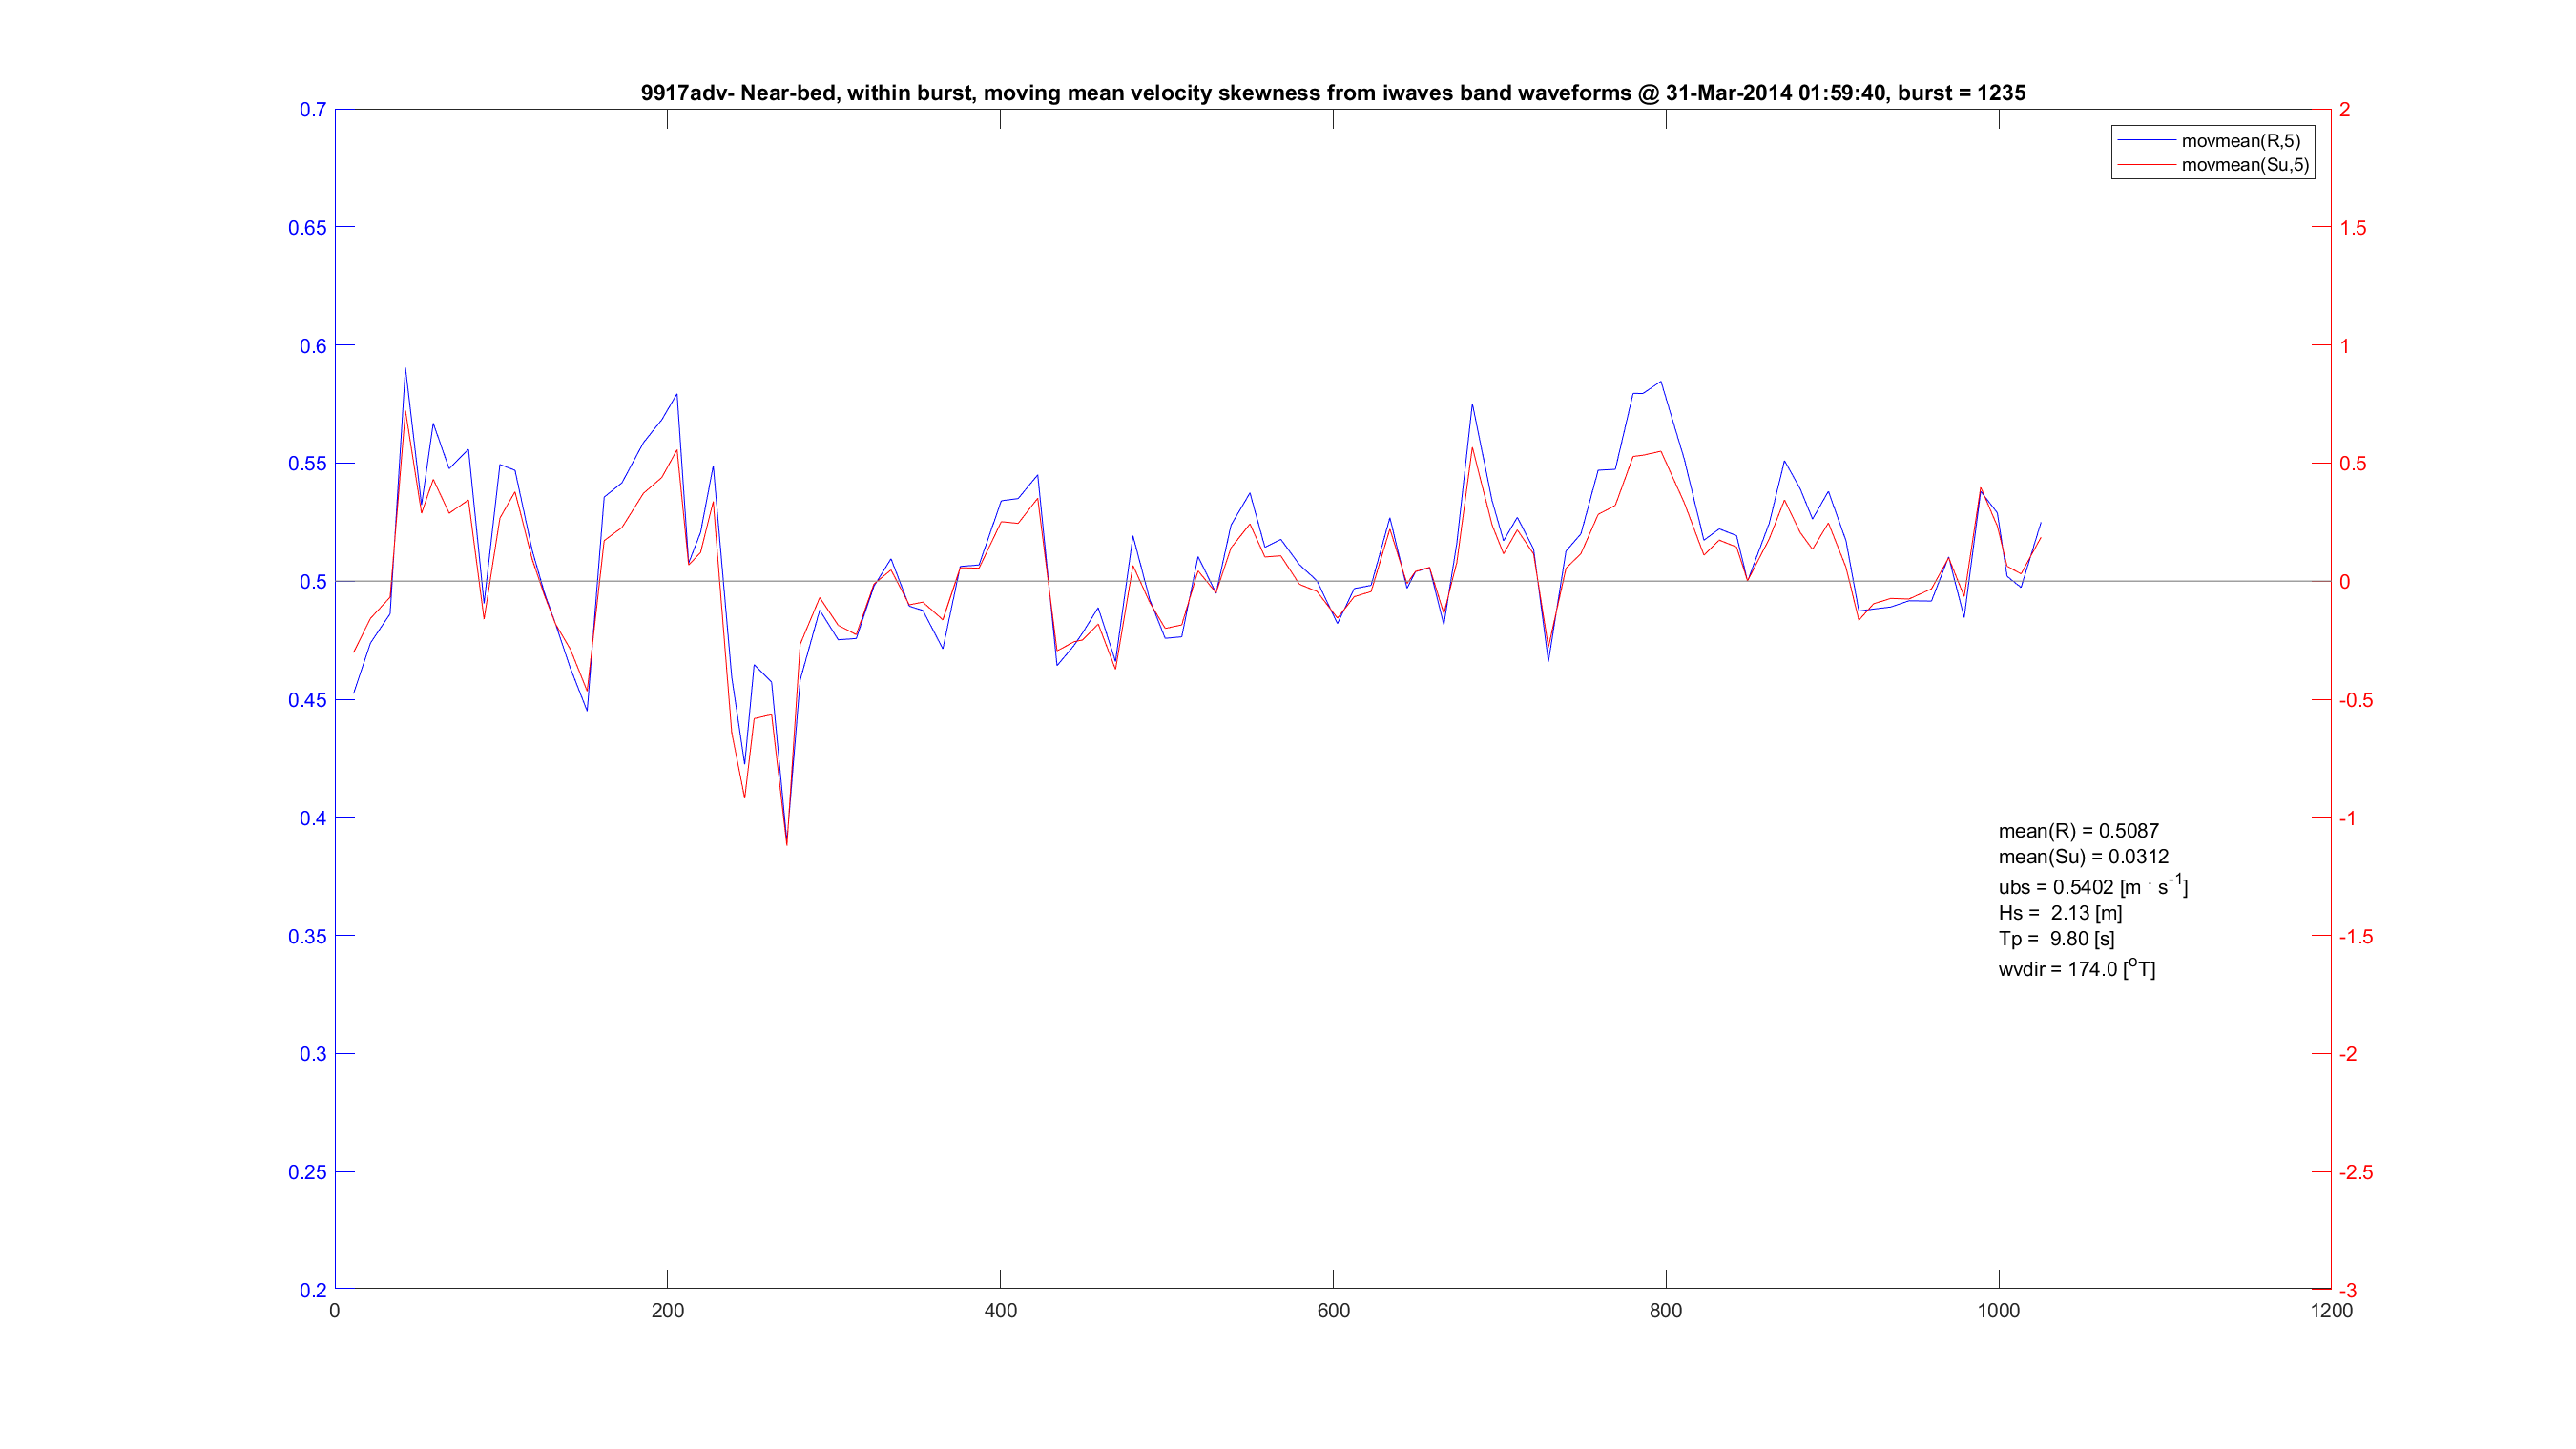 9917adv- Near-bed, within burst, moving mean velocity skewness from iwaves band waveforms @ 31-Mar-2014 01:59:40, burst = 1235
movmean(R,5)
movmean(Su,5)
0.7
0.65
0.6
0.55
0.5
0.45
0.4
0.35
0.3
0.25
0.2
2
1.5
1
0.5
0
-0.5
-1
-1.5
-2
-2.5
-3
mean(R) = 0.5087
mean(Su) = 0.0312
ubs = 0.5402 [m · s-1]
Hs = 2.13 [m]
Tp = 9.80 [s]
wvdir = 174.0 [oT]
0 200 400 600 800 1000 1200